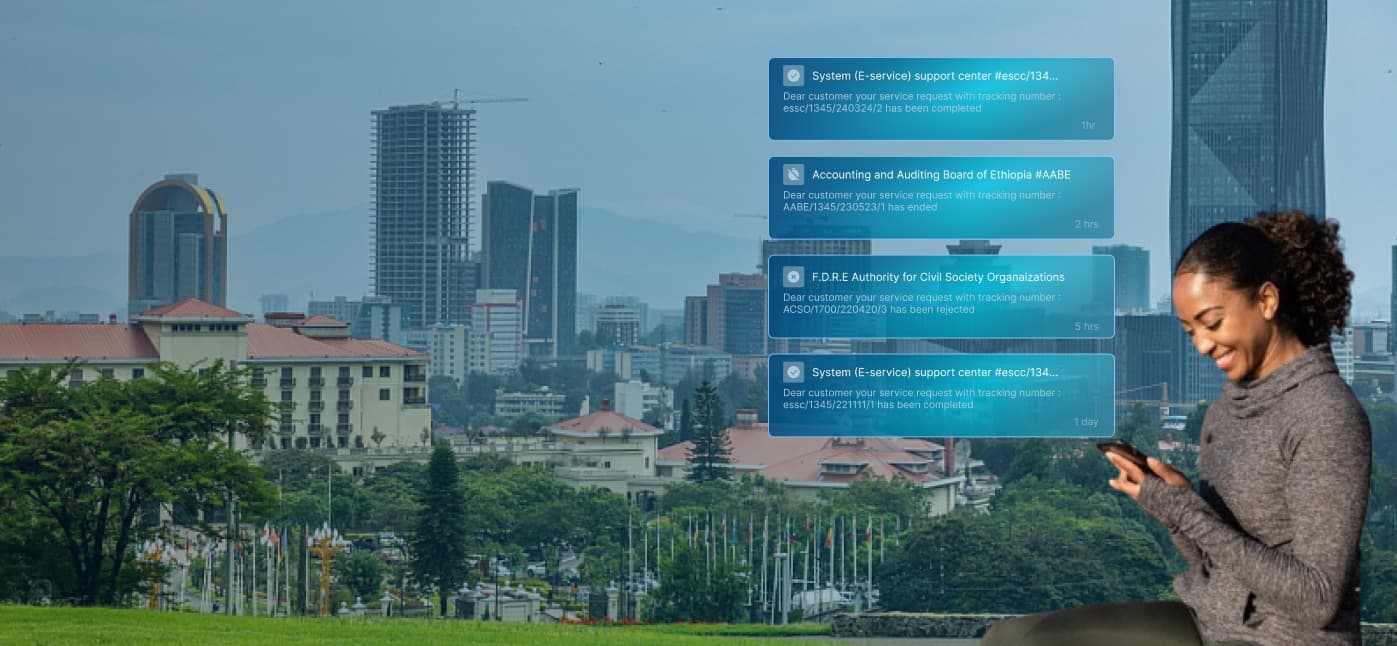 System (E-service) support center #escc/134...
Dear customer your service request with tracking number :
essc/1345/240324/2 has been completed
1hr
Accounting and Auditing Board of Ethiopia #AABE
Dear customer your service request with tracking number :
AABE/1345/230523/1 has ended
2 hrs
F.D.R.E Authority for Civil Society Organaizations
Dear customer your service request with tracking number :
ACSO/1700/220420/3 has been rejected
5 hrs
System (E-service) support center #escc/134...
Dear customer your service request with tracking number :
essc/1345/221111/1 has been completed
1 day